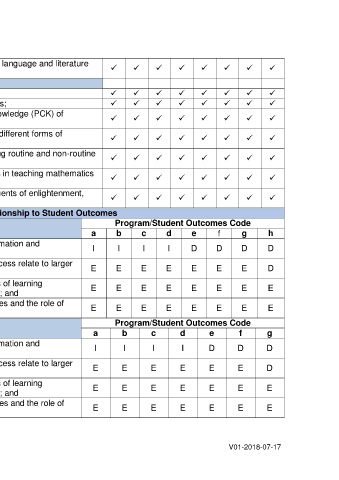 language and literature ✓ ✓ ✓ ✓ ✓ ✓ ✓ ✓
✓ ✓ ✓ ✓ ✓ ✓ ✓ ✓
s; ✓ ✓ ✓ ✓ ✓ ✓ ✓ ✓
owledge (PCK) of ✓ ✓ ✓ ✓ ✓ ✓ ✓ ✓
different forms of ✓ ✓ ✓ ✓ ✓ ✓ ✓ ✓
ng routine and non-routine ✓ ✓ ✓ ✓ ✓ ✓ ✓ ✓
s in teaching mathematics ✓ ✓ ✓ ✓ ✓ ✓ ✓ ✓
ents of enlightenment, ✓ ✓ ✓ ✓ ✓ ✓ ✓ ✓
ionship to Student Outcomes
Program/Student Outcomes Code
a b c d e f g h
mation and I I I I D D D D
cess relate to larger E E E E E E E D
s of learning
; and E E E E E E E E
es and the role of E E E E E E E E
Program/Student Outcomes Code
a b c d e f g
mation and I I I I D D D
cess relate to larger E E E E E E D
s of learning
; and E E E E E E E
es and the role of E E E E E E E
V01-2018-07-17